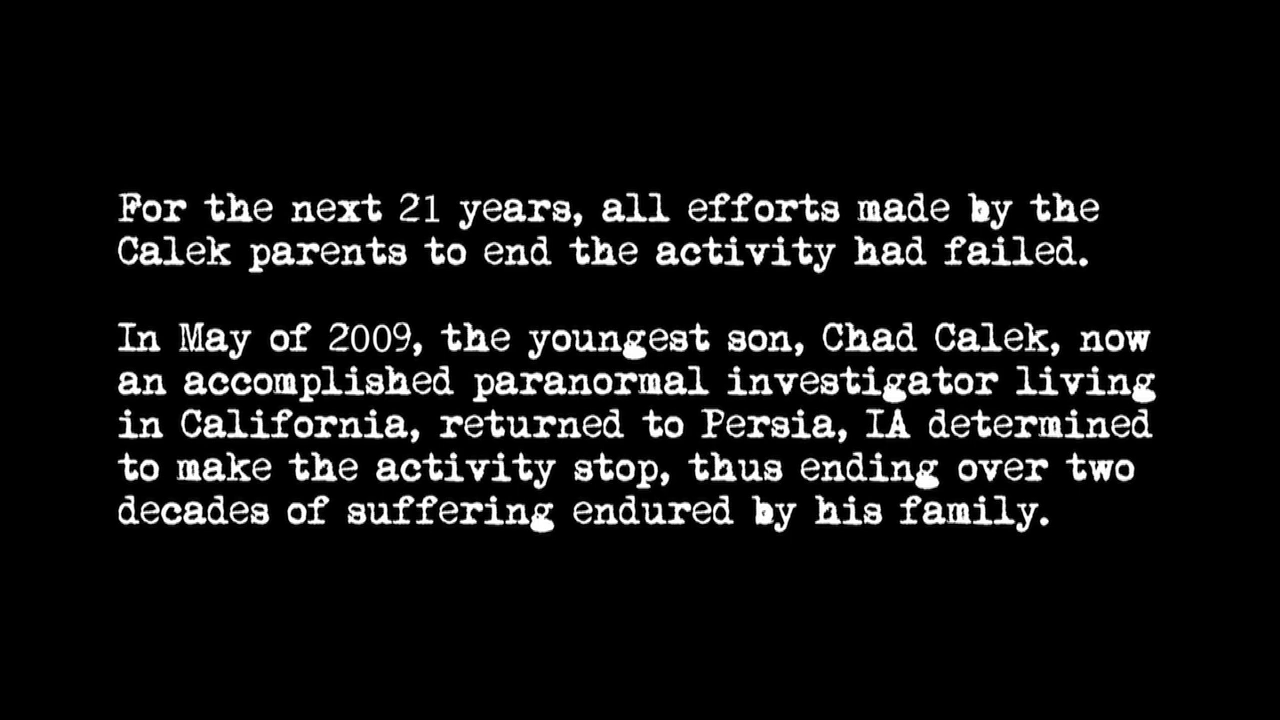 For the next 21 years, all efforts made by the
Calek parents to end the activity had failed.
In May of 2009, the youngest son, Chad Calek, now
an accomplished paranormal investigator living
in California, returned to Persia, IA determined
to make the activity stop, thus ending over two
decades of suffering endured by his family.